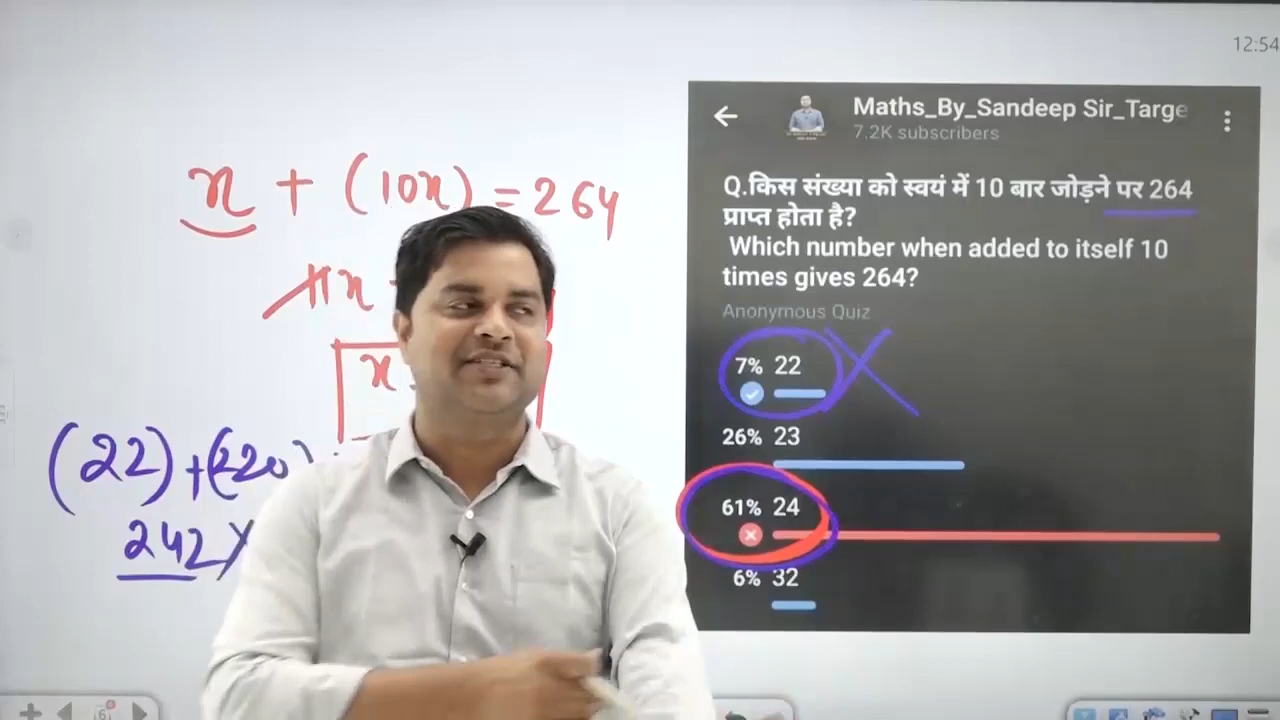 12:54
x + (10x) = 264
11x
x
(22) + (220)
242
Maths_By_Sandeep Sir_Targe
7.2K subscribers
Q.किस संख्या को स्वयं में 10 बार जोड़ने पर 264
प्राप्त होता है?
Which number when added to itself 10
times gives 264?
Anonymous Quiz
7% 22
26% 23
61% 24
6% 32